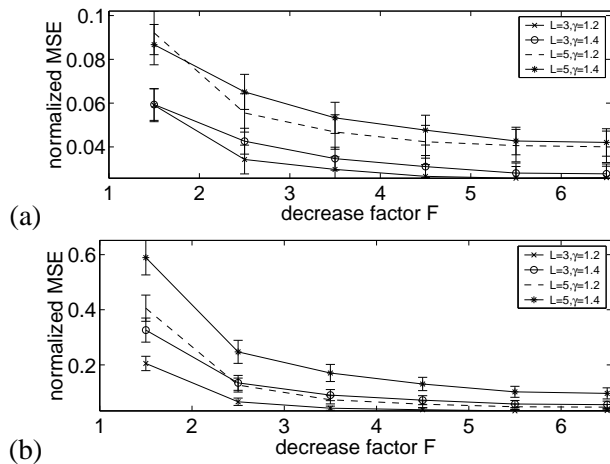 0.1
0.08
0.06
0.04
normalized MSE
L=3,γ=1.2
L=3,γ=1.4
L=5,γ=1.2
L=5,γ=1.4
1 2 3 4 5 6
decrease factor F
(a)
0.6
0.4
0.2
normalized MSE
L=3,γ=1.2
L=3,γ=1.4
L=5,γ=1.2
L=5,γ=1.4
1 2 3 4 5 6
decrease factor F
(b)